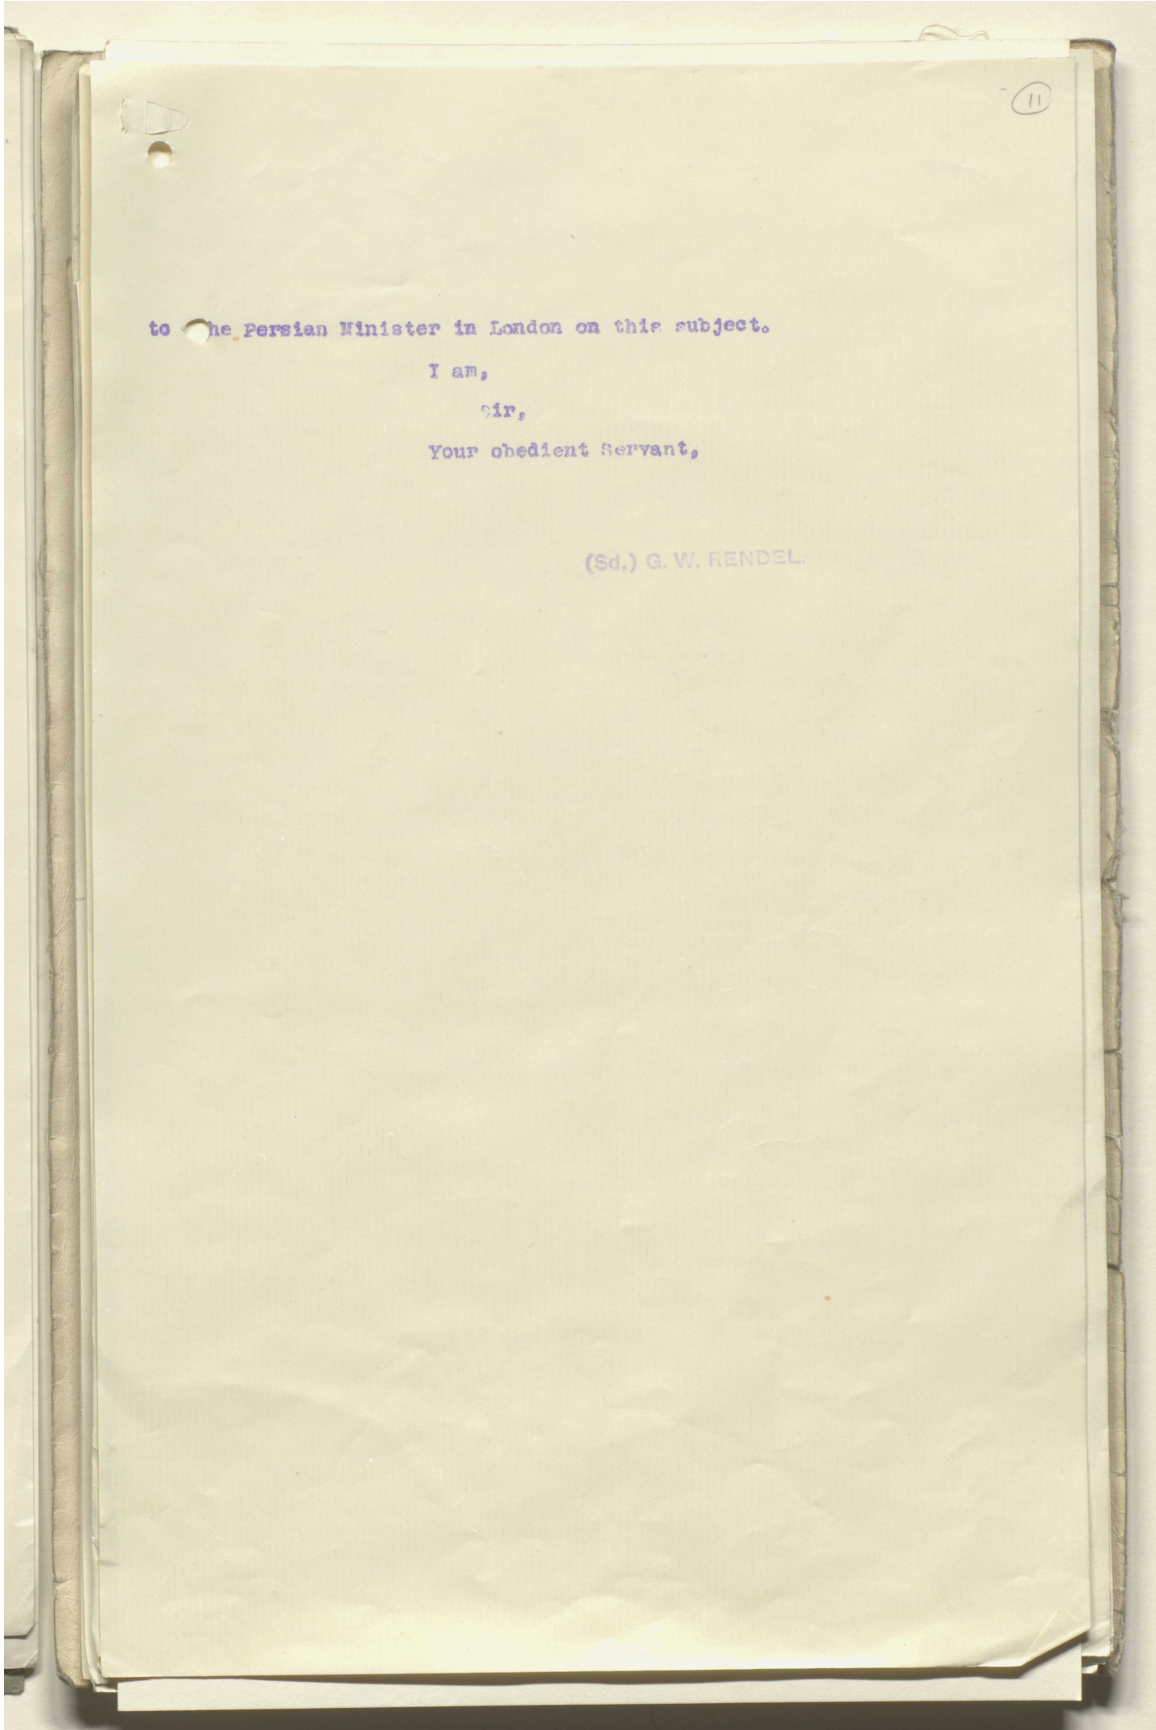 11
to the Persian Minister in London on this subject.
I am,
Sir,
Your obedient Servant,
(Sd.) G. W. RENDEL.